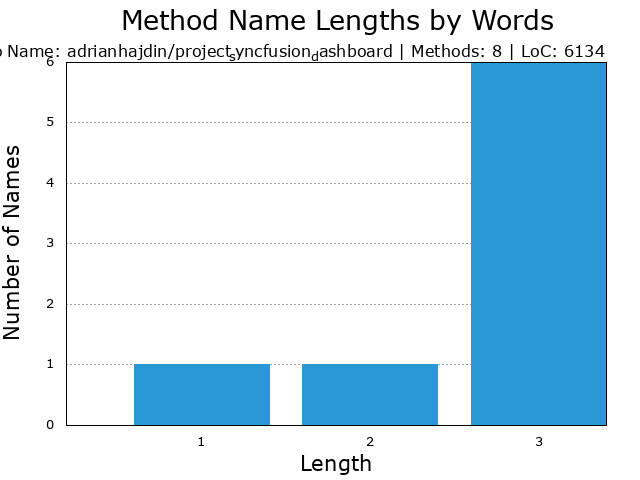 Method Name Lengths by Words
o Name: adrianhajdin/project_syncfusion_dashboard | Methods: 8 | LoC: 6134
6
5
4
3
2
1
0
Number of Names
1 2 3
Length